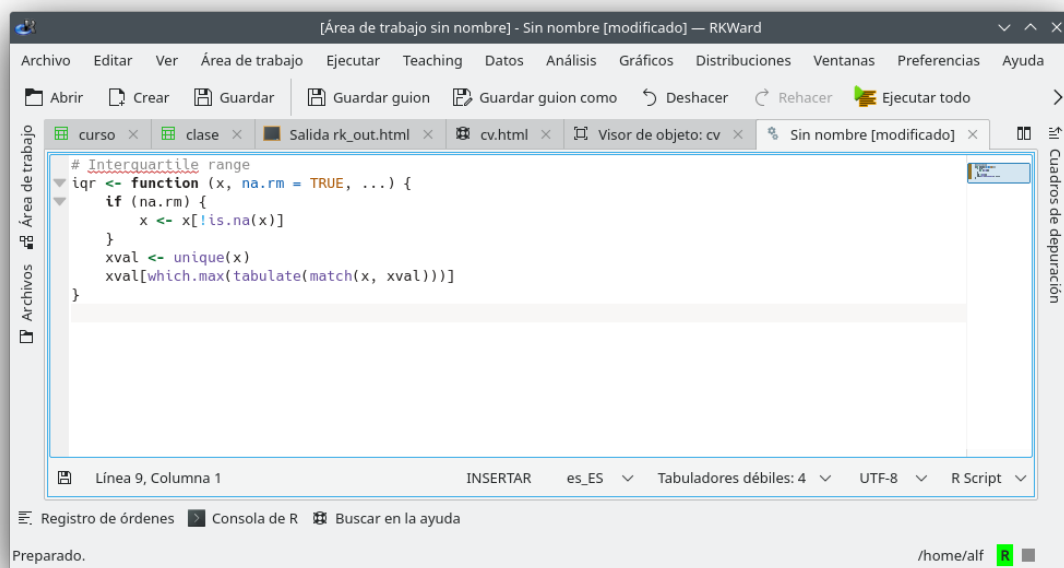 [Área de trabajo sin nombre] - Sin nombre [modificado] — RKWard
Archivo Editar Ver Área de trabajo Ejecutar Teaching Datos Análisis Gráficos Distribuciones Ventanas Preferencias Ayuda
Abrir Crear Guardar Guardar guion Guardar guion como Deshacer Rehacer Ejecutar todo
curso clase Salida rk_out.html cv.html Visor de objeto: cv Sin nombre [modificado]
Área de trabajo
Archivos
# Interquartile range
iqr <- function (x, na.rm = TRUE, ...) {
    if (na.rm) {
        x <- x[!is.na(x)]
    }
    xval <- unique(x)
    xval[which.max(tabulate(match(x, xval)))]
}
Cuadros de depuración
Línea 9, Columna 1 INSERTAR es_ES Tabuladores débiles: 4 UTF-8 R Script
Registro de órdenes Consola de R Buscar en la ayuda
Preparado. /home/alf R